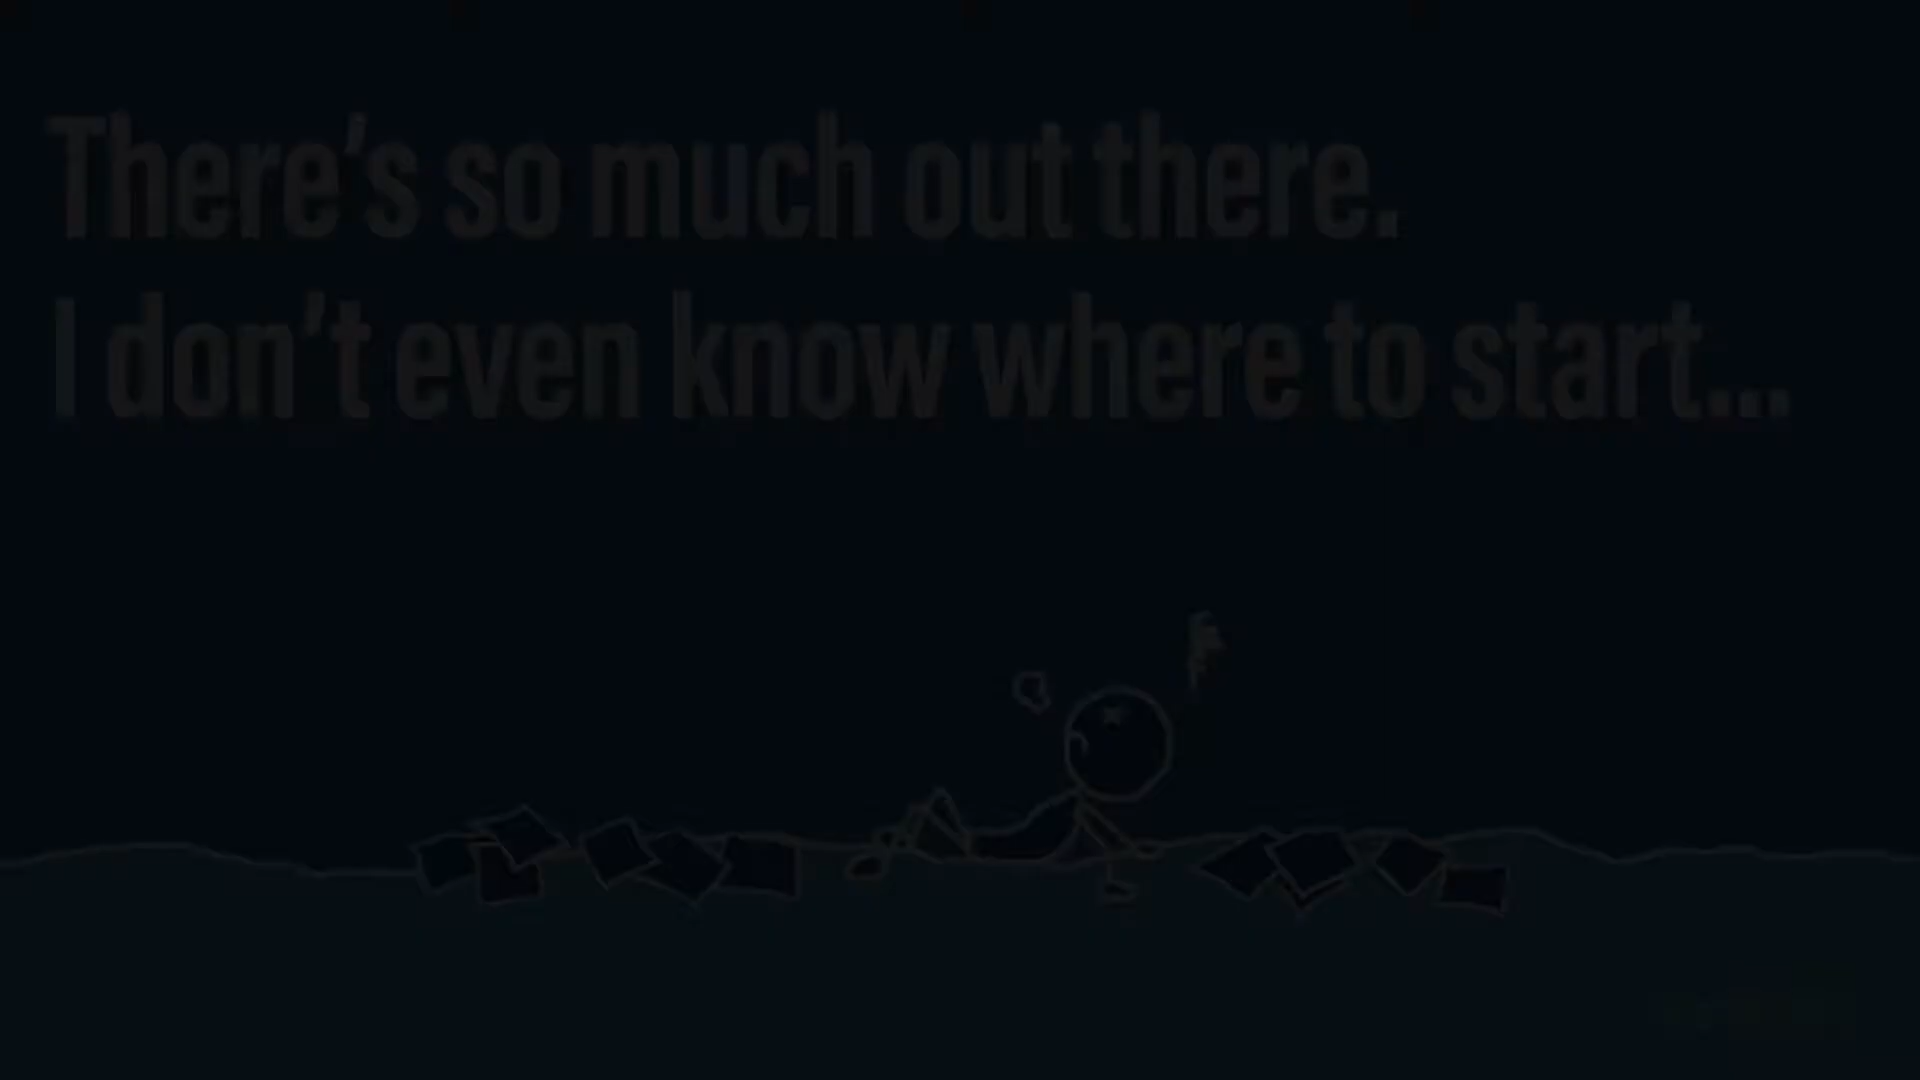 There's so much out there.
I don't even know where to start...